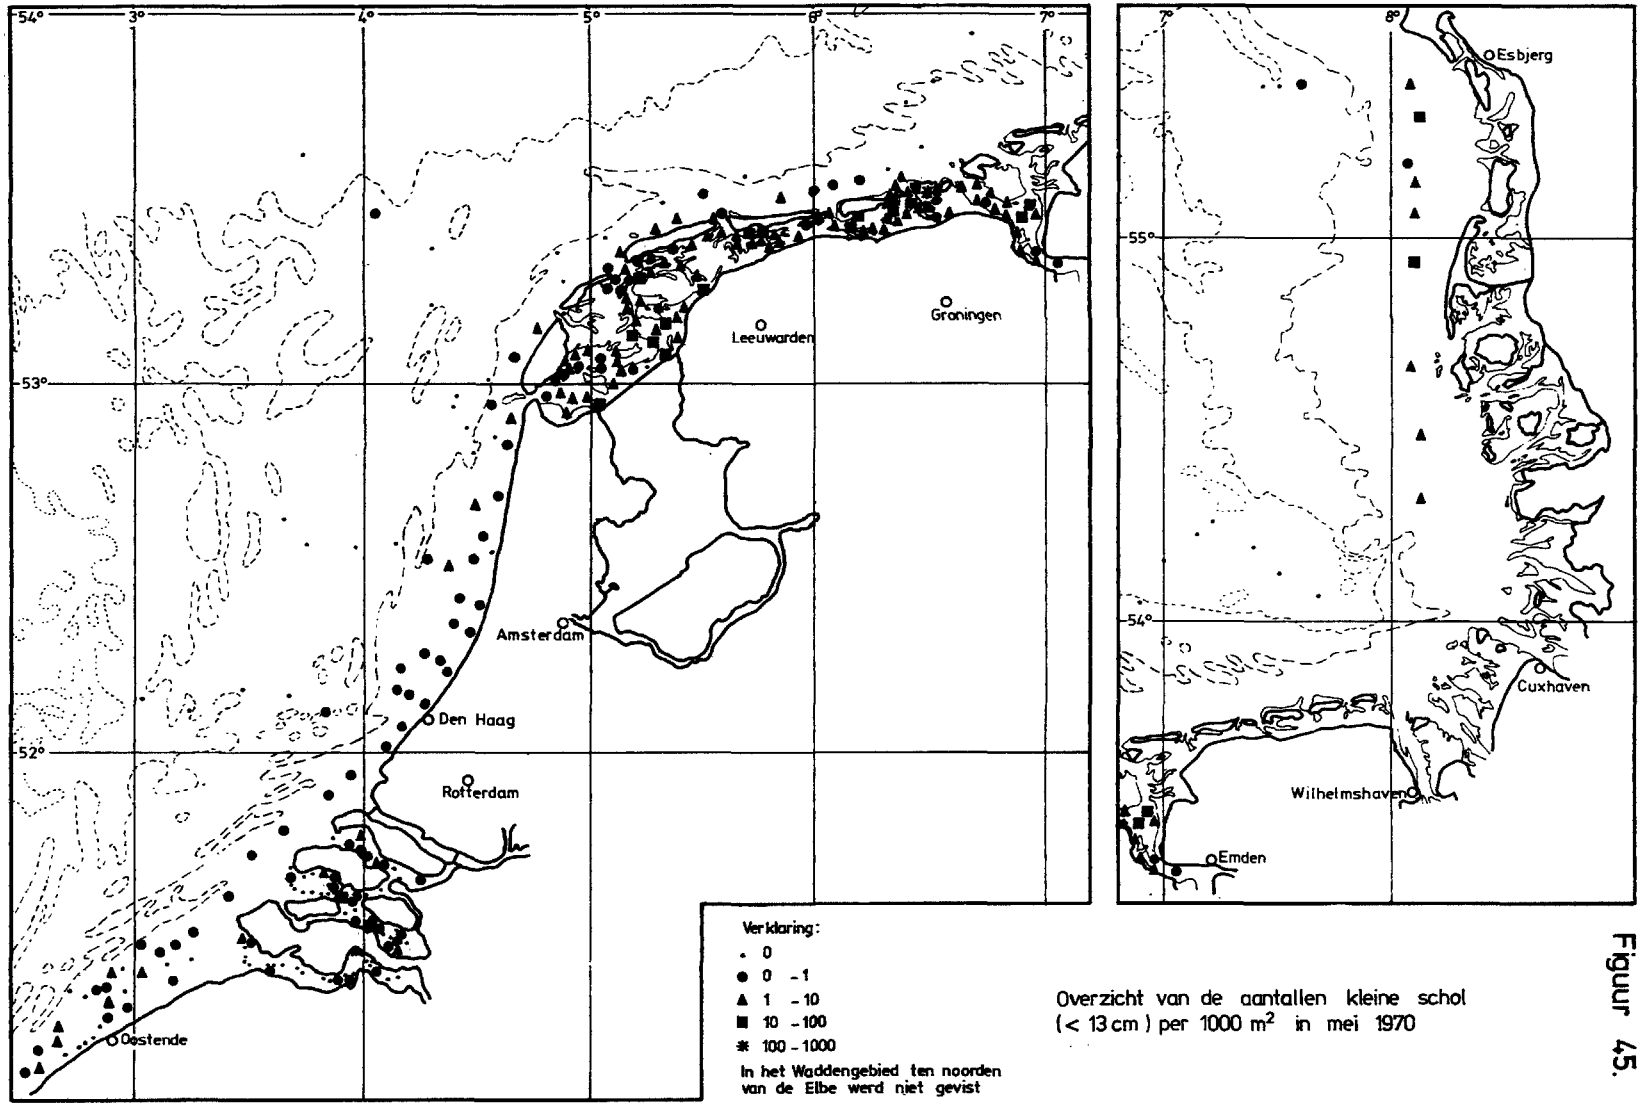 54°
3°
4°
5°
6°
7°
7°
8°
Esbjerg
55°
Groningen
Leeuwarden
53°
Amsterdam
54°
Cuxhaven
Den Haag
52°
Rotterdam
Wilhelmshaven
Emden
Oostende
Verklaring:
0
0 - 1
1 - 10
10 - 100
100 - 1000
In het Waddengebied ten noorden
van de Elbe werd niet gevist
Overzicht van de aantallen kleine schol
(< 13 cm) per 1000 m² in mei 1970
Figuur 45.